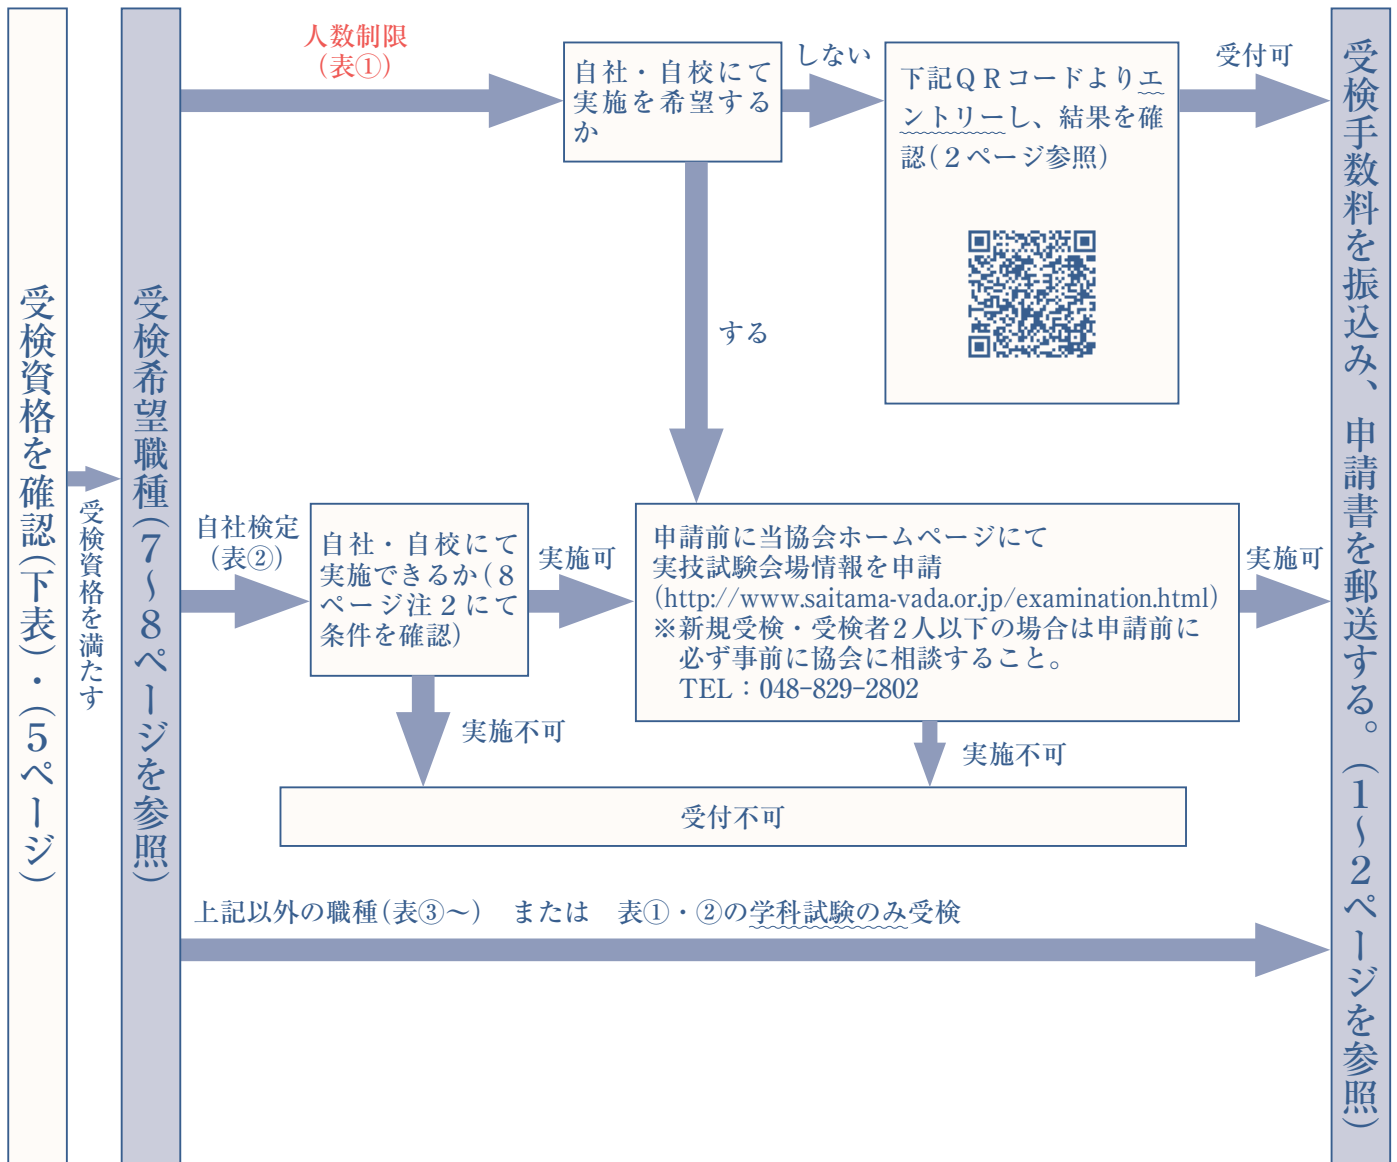 受検資格を確認(下表)・(5ページ)
受検資格を満たす
受検希望職種(7~8ページを参照)
人数制限
(表①)
自社・自校にて
実施を希望する
か
しない
下記QRコードよりエ
ントリーし、結果を確
認(2ページ参照)
受付可
する
自社検定
(表②)
自社・自校にて
実施できるか(8
ページ注2にて
条件を確認)
実施可
申請前に当協会ホームページにて
実技試験会場情報を申請
(http://www.saitama-vada.or.jp/examination.html)
※新規受検・受検者2人以下の場合は申請前に
必ず事前に協会に相談すること。
TEL:048-829-2802
実施可
実施不可
実施不可
受付不可
上記以外の職種(表③~) または 表①・②の学科試験のみ受検
受検手数料を振込み、申請書を郵送する。(1~2ページを参照)